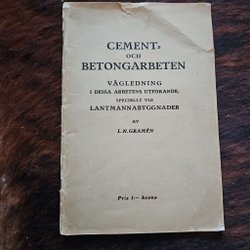 CEMENT-
OCH
BETONGARBETEN
VÄGLEDNING
I DESSA ARBETENS UTFÖRANDE,
SPECIELLT VID
LANTMANNABYGGNADER
AV
L. N. GRAMÉN
Pris 1:— krona